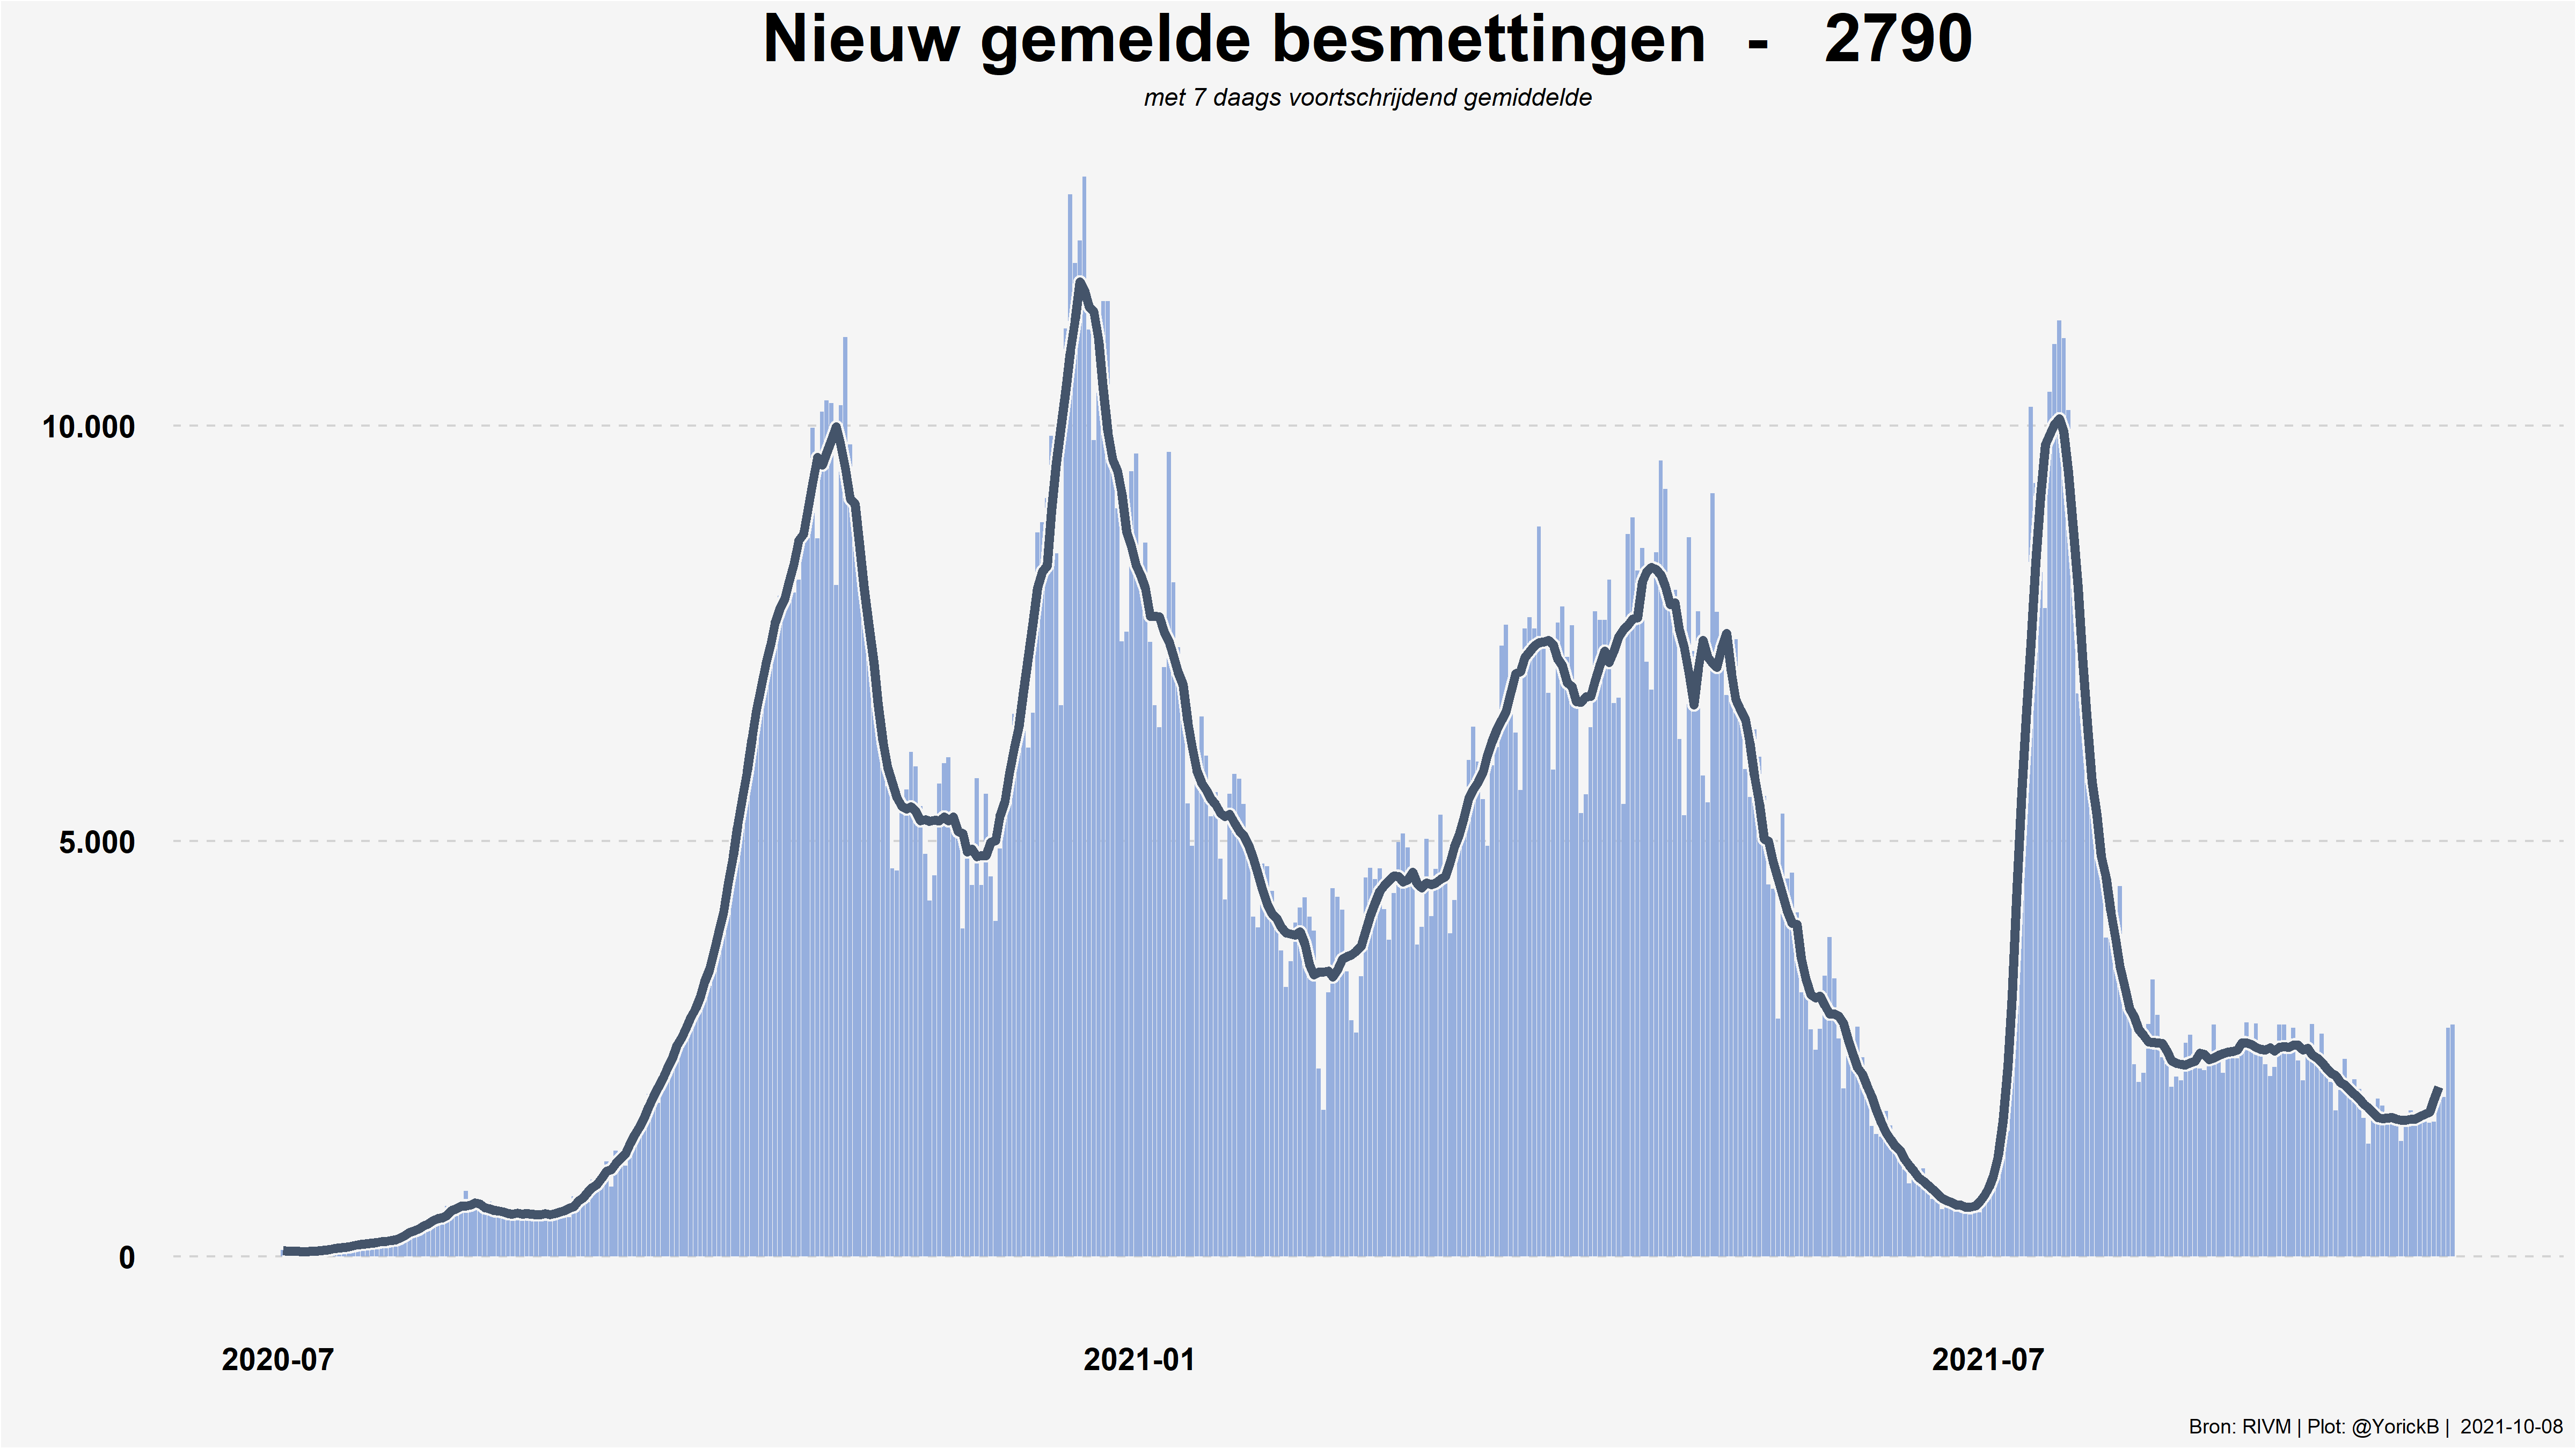 Nieuw gemelde besmettingen - 2790
met 7 daags voortschrijdend gemiddelde
10.000
5.000
0
2020-07 2021-01 2021-07
Bron: RIVM | Plot: @YorickB | 2021-10-08